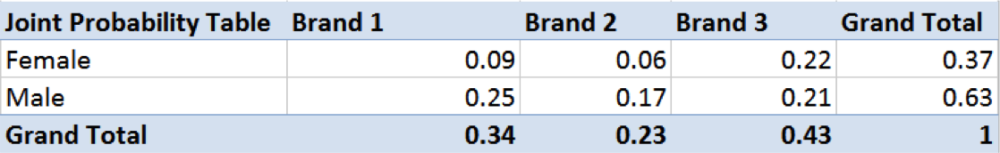 Joint Probability Table Brand 1 Brand 2 Brand 3 Grand Total
Female 0.09 0.06 0.22 0.37
Male 0.25 0.17 0.21 0.63
Grand Total 0.34 0.23 0.43 1